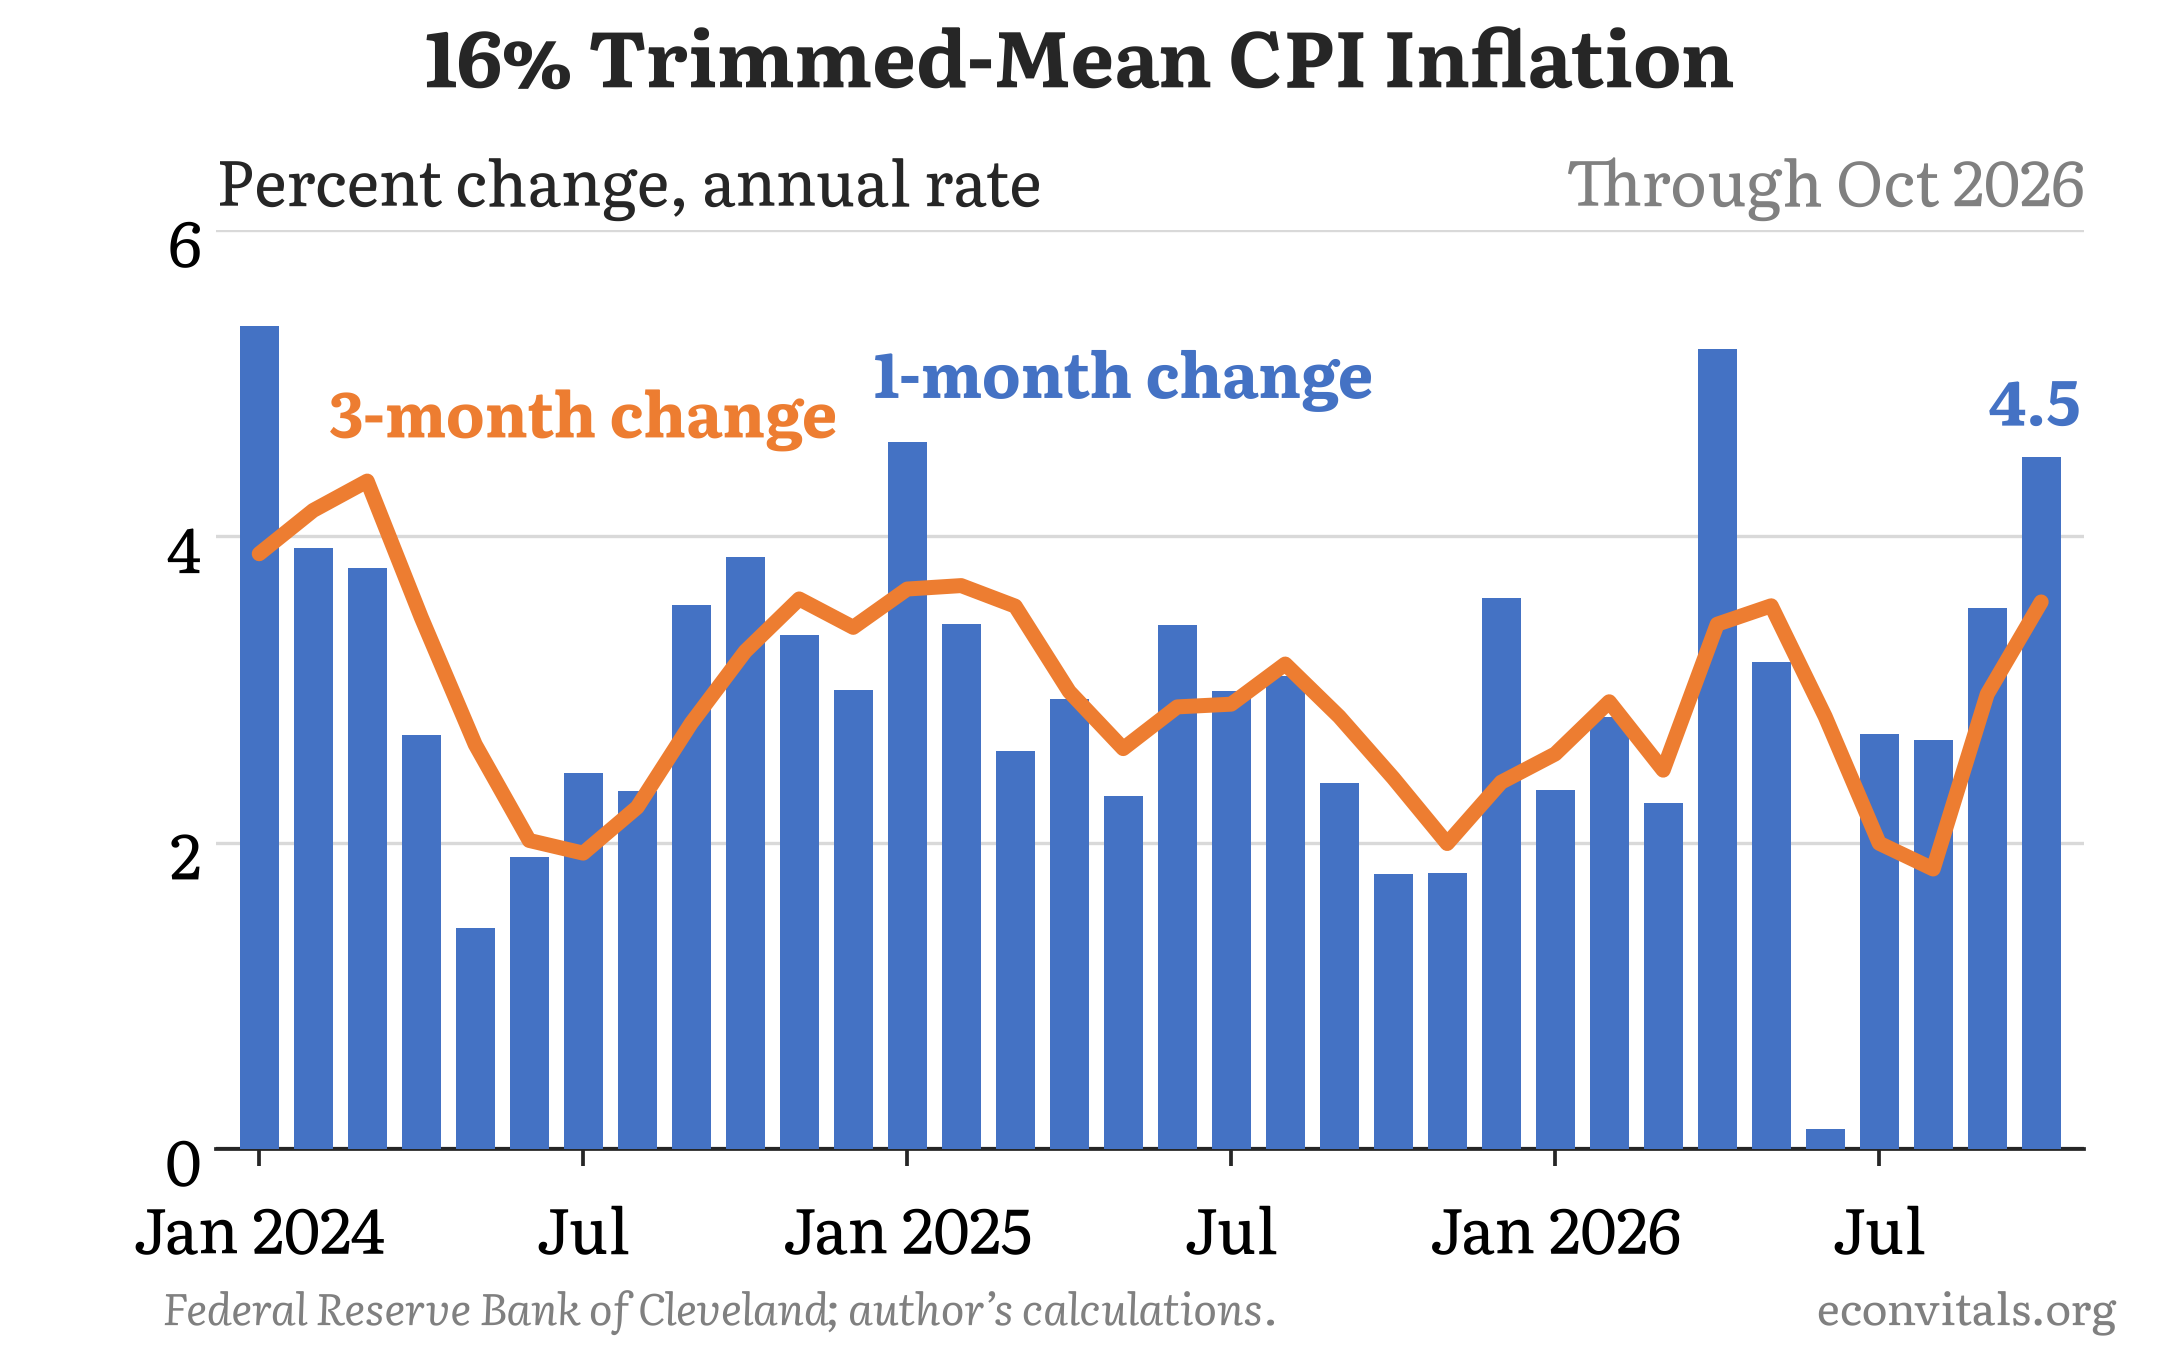 16% Trimmed-Mean CPI Inflation
Percent change, annual rate
Through Oct 2026
6
1-month change
3-month change
4.5
4
2
0
Jan 2024
Jul
Jan 2025
Jul
Jan 2026
Jul
Federal Reserve Bank of Cleveland; author’s calculations.
econvitals.org